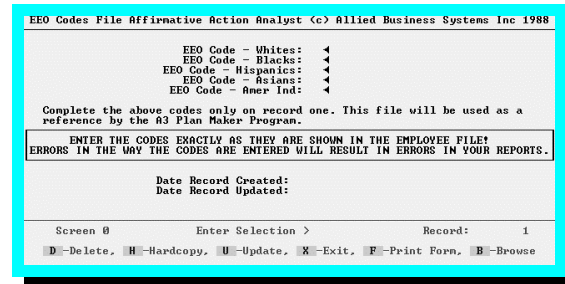 EEO Codes File Affirmative Action Analyst (c) Allied Business Systems Inc 1988
EEO Code - Whites: ◄
EEO Code - Blacks: ◄
EEO Code - Hispanics: ◄
EEO Code - Asians: ◄
EEO Code - Amer Ind: ◄
Complete the above codes only on record one. This file will be used as a
reference by the A3 Plan Maker Program.
ENTER THE CODES EXACTLY AS THEY ARE SHOWN IN THE EMPLOYEE FILE!
ERRORS IN THE WAY THE CODES ARE ENTERED WILL RESULT IN ERRORS IN YOUR REPORTS.
Date Record Created:
Date Record Updated:
Screen 0 Enter Selection > Record: 1
D -Delete, H -Hardcopy, U -Update, X -Exit, F -Print Form, B -Browse